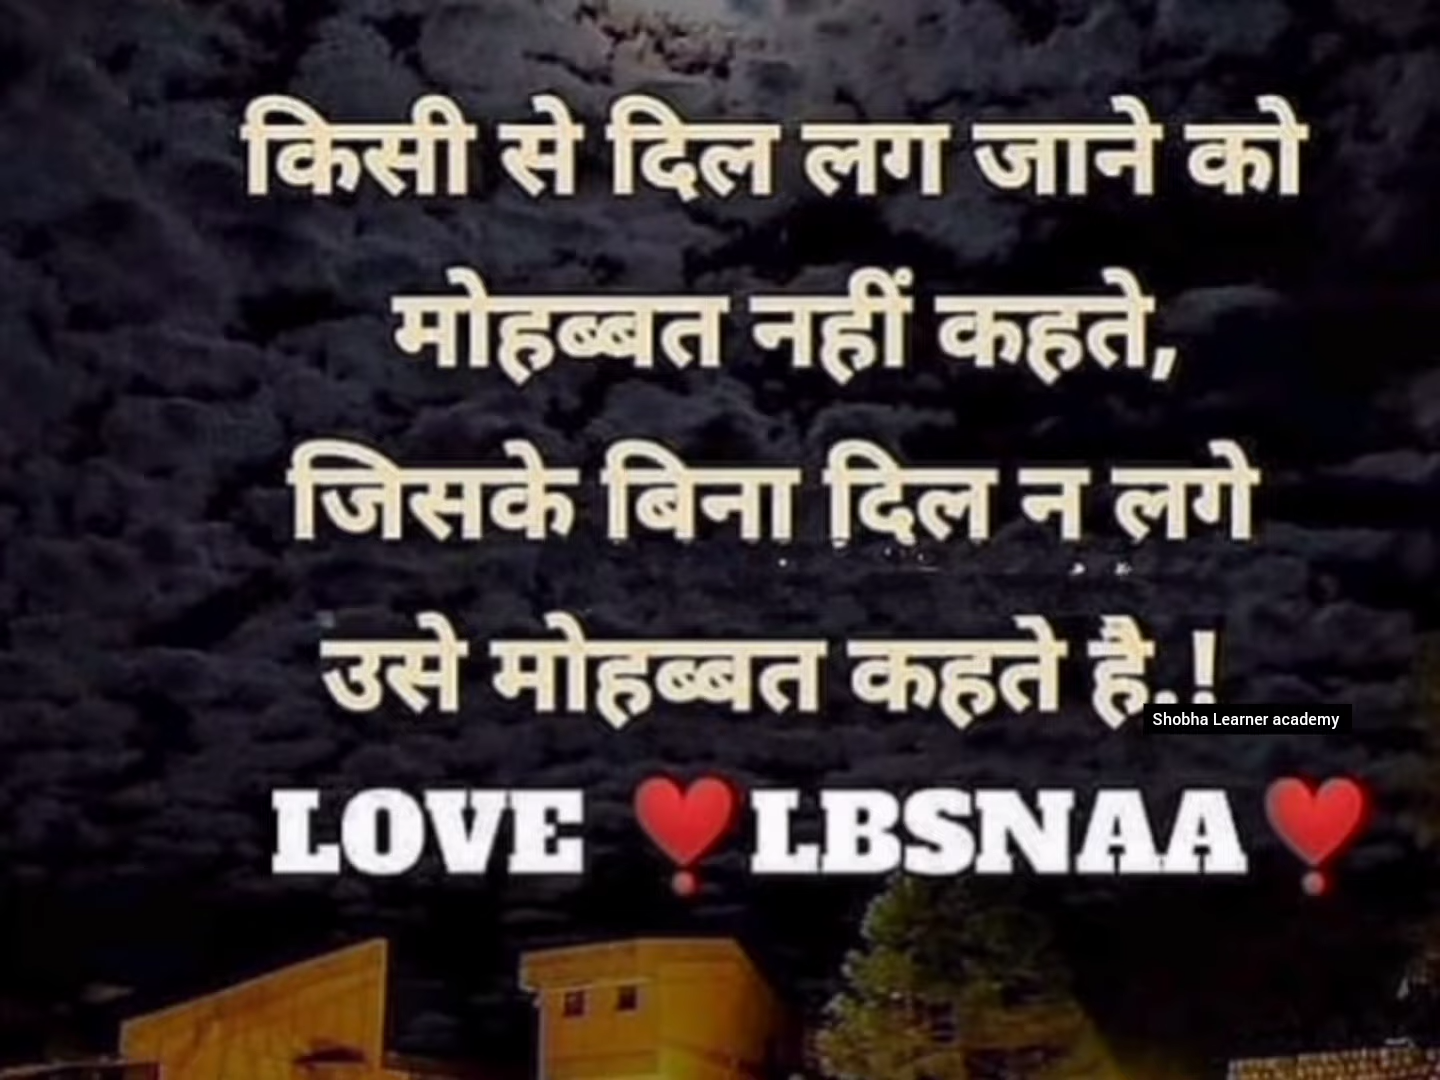 किसी से दिल लग जाने को
मोहब्बत नहीं कहते,
जिसके बिना दिल न लगे
उसे मोहब्बत कहते है.!
Shobha Learner academy
LOVE ❣️LBSNAA❣️